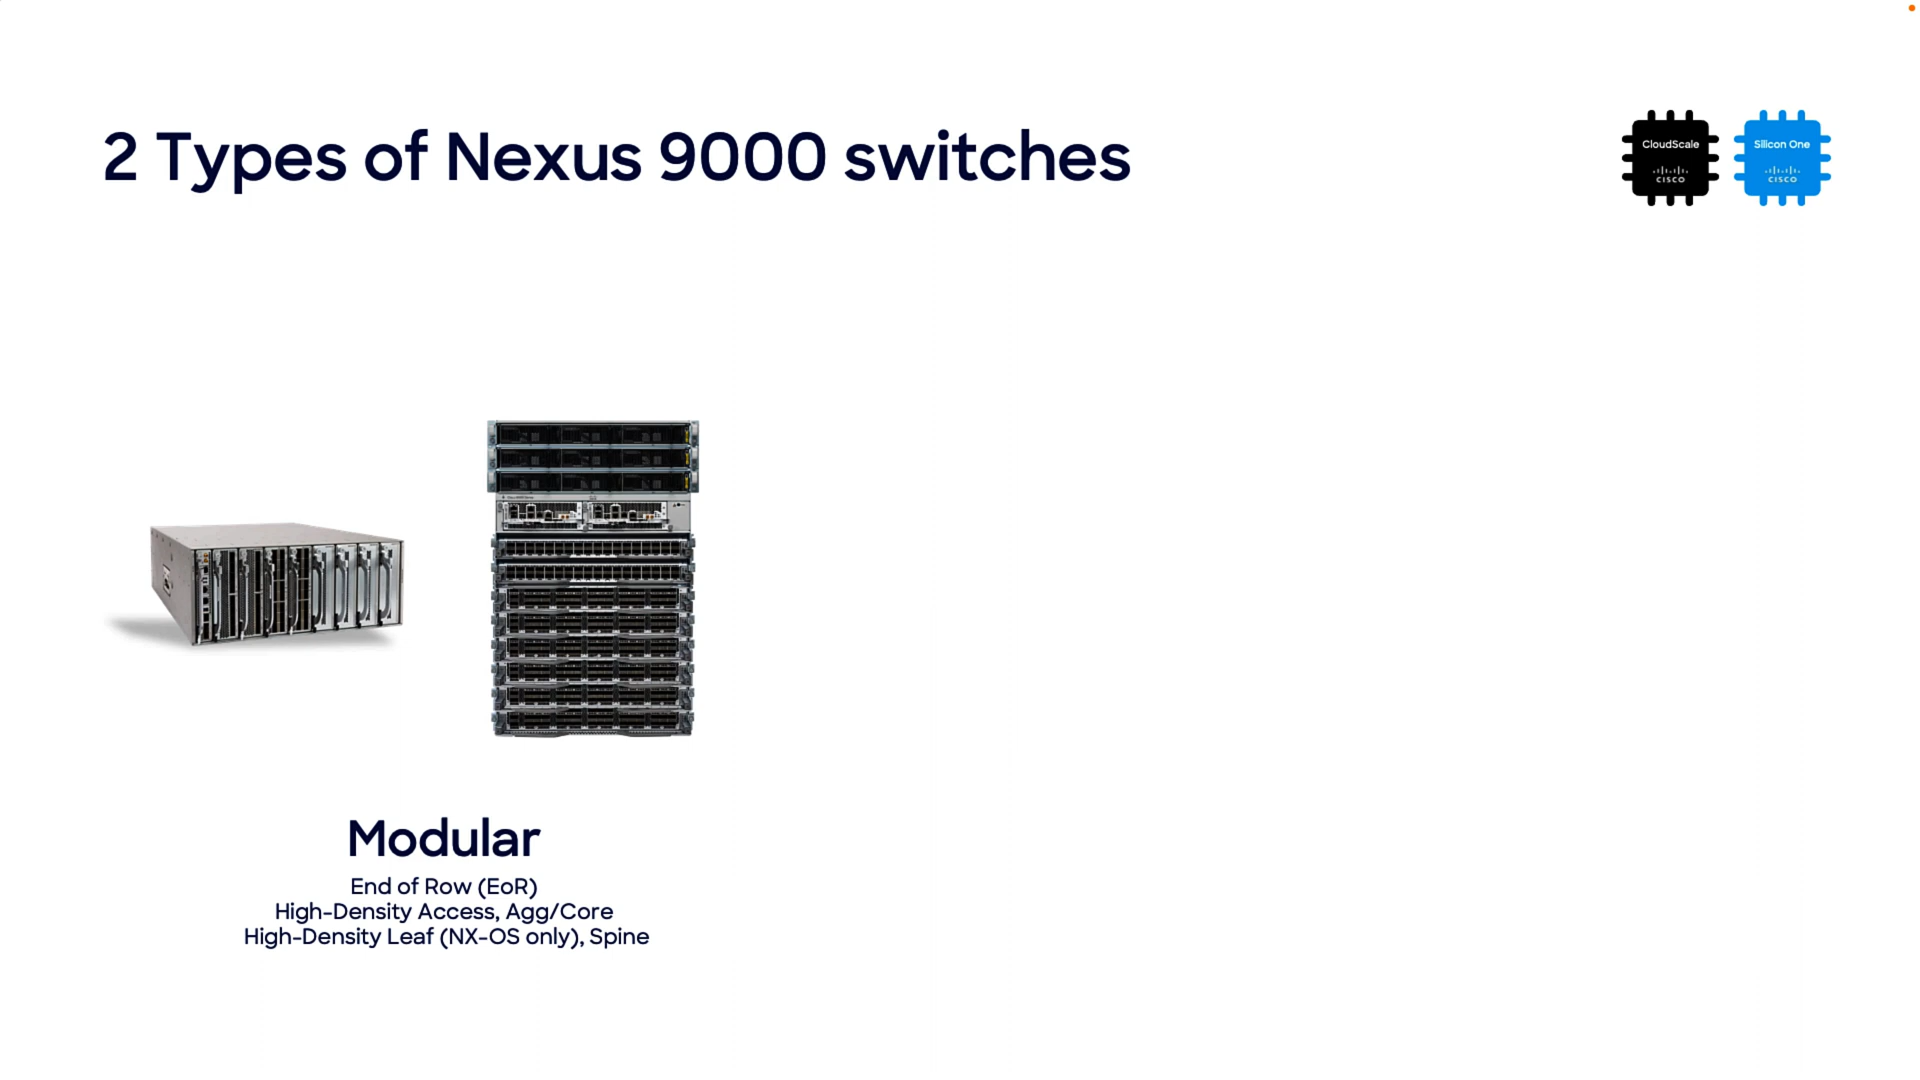 2 Types of Nexus 9000 switches
CloudScale
CISCO
Silicon One
CISCO
Modular
End of Row (EoR)
High-Density Access, Agg/Core
High-Density Leaf (NX-OS only), Spine